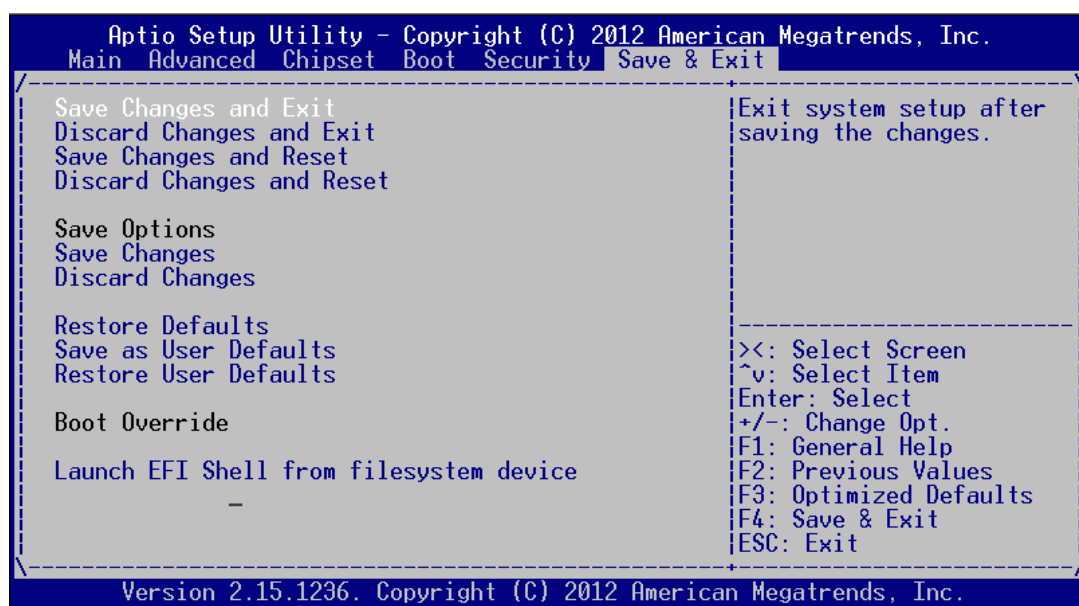 Aptio Setup Utility – Copyright (C) 2012 American Megatrends, Inc.
Main Advanced Chipset Boot Security Save & Exit
Save Changes and Exit
Discard Changes and Exit
Save Changes and Reset
Discard Changes and Reset
Save Options
Save Changes
Discard Changes
Restore Defaults
Save as User Defaults
Restore User Defaults
Boot Override
Launch EFI Shell from filesystem device
Exit system setup after
saving the changes.
><: Select Screen
^v: Select Item
Enter: Select
+/-: Change Opt.
F1: General Help
F2: Previous Values
F3: Optimized Defaults
F4: Save & Exit
ESC: Exit
Version 2.15.1236. Copyright (C) 2012 American Megatrends, Inc.